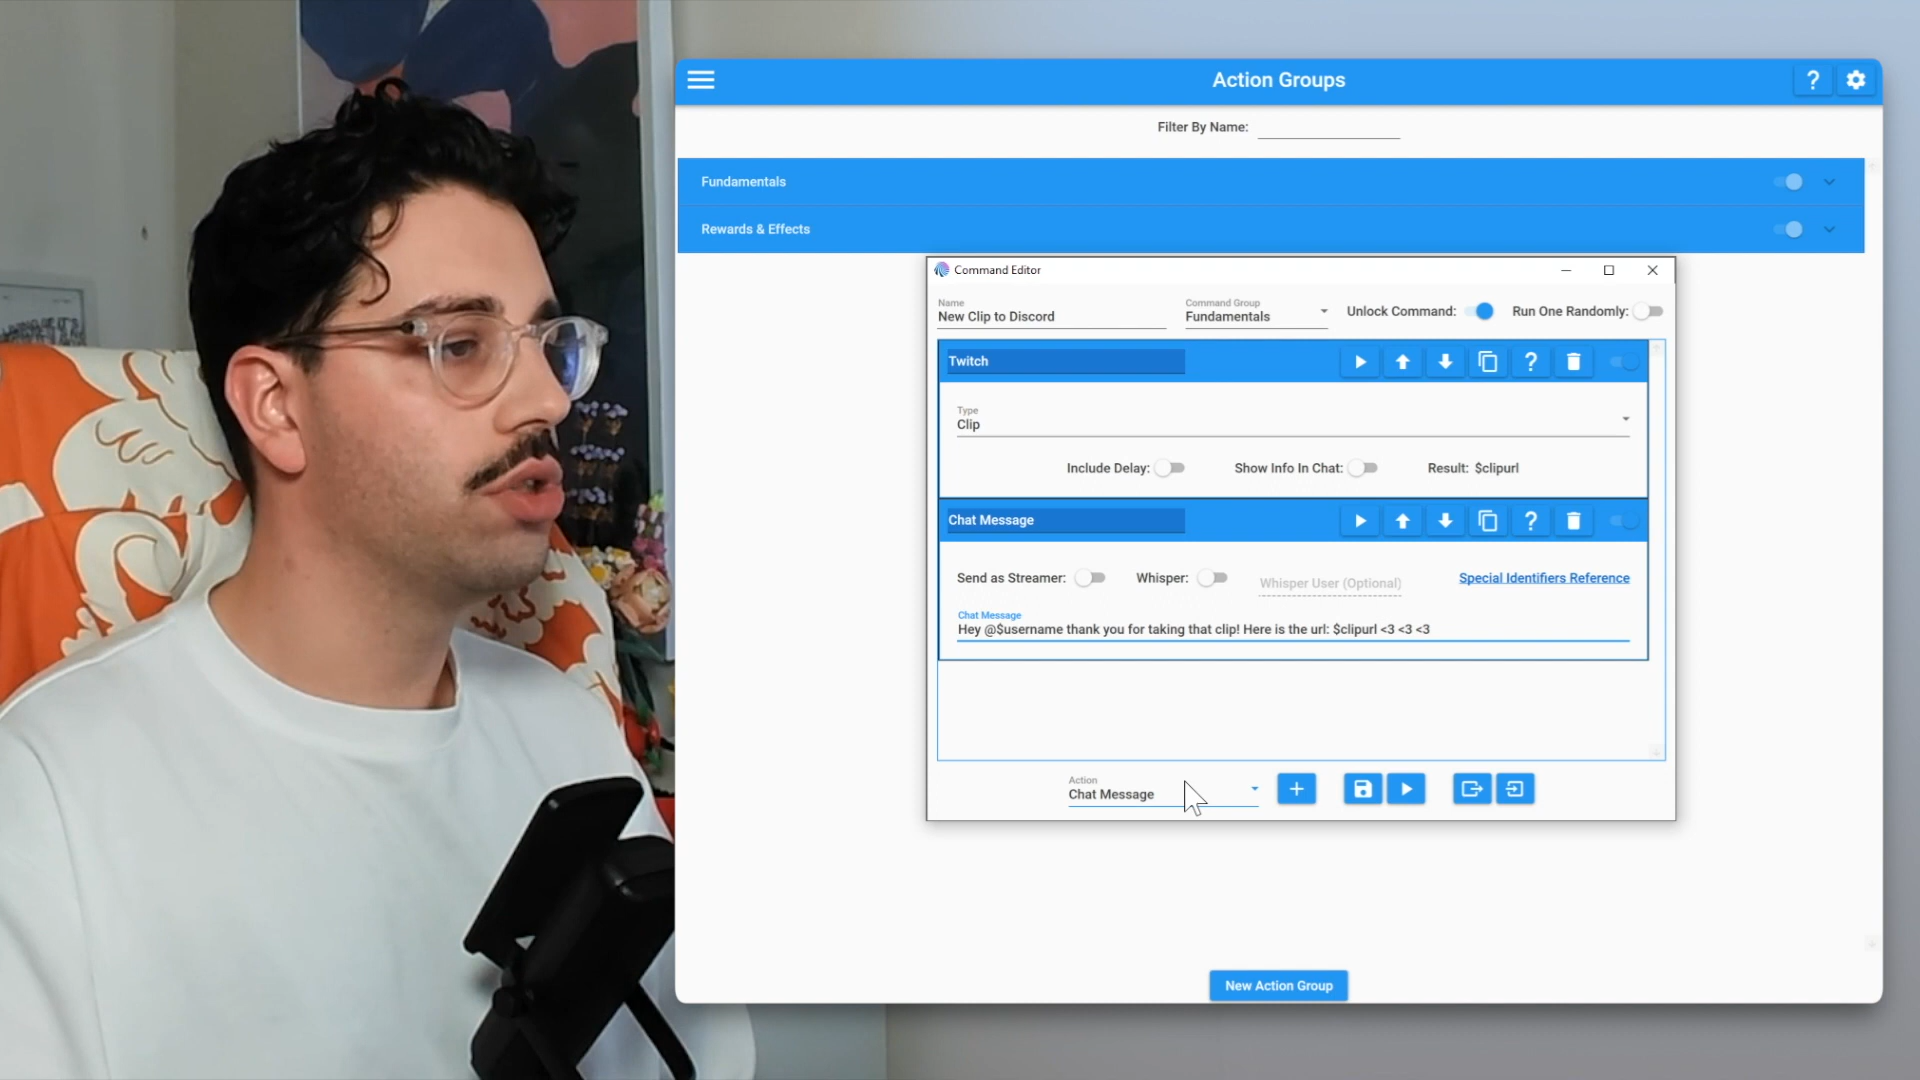 Action Groups
?
Filter By Name:
Fundamentals
Rewards & Effects
Command Editor
Name
New Clip to Discord
Command Group
Fundamentals
Unlock Command:
Run One Randomly:
Twitch
?
Type
Clip
Include Delay:
Show Info In Chat:
Result: $clipurl
Chat Message
?
Send as Streamer:
Whisper:
Whisper User (Optional)
Special Identifiers Reference
Chat Message
Hey @$username thank you for taking that clip! Here is the url: $clipurl <3 <3 <3
Action
Chat Message
New Action Group